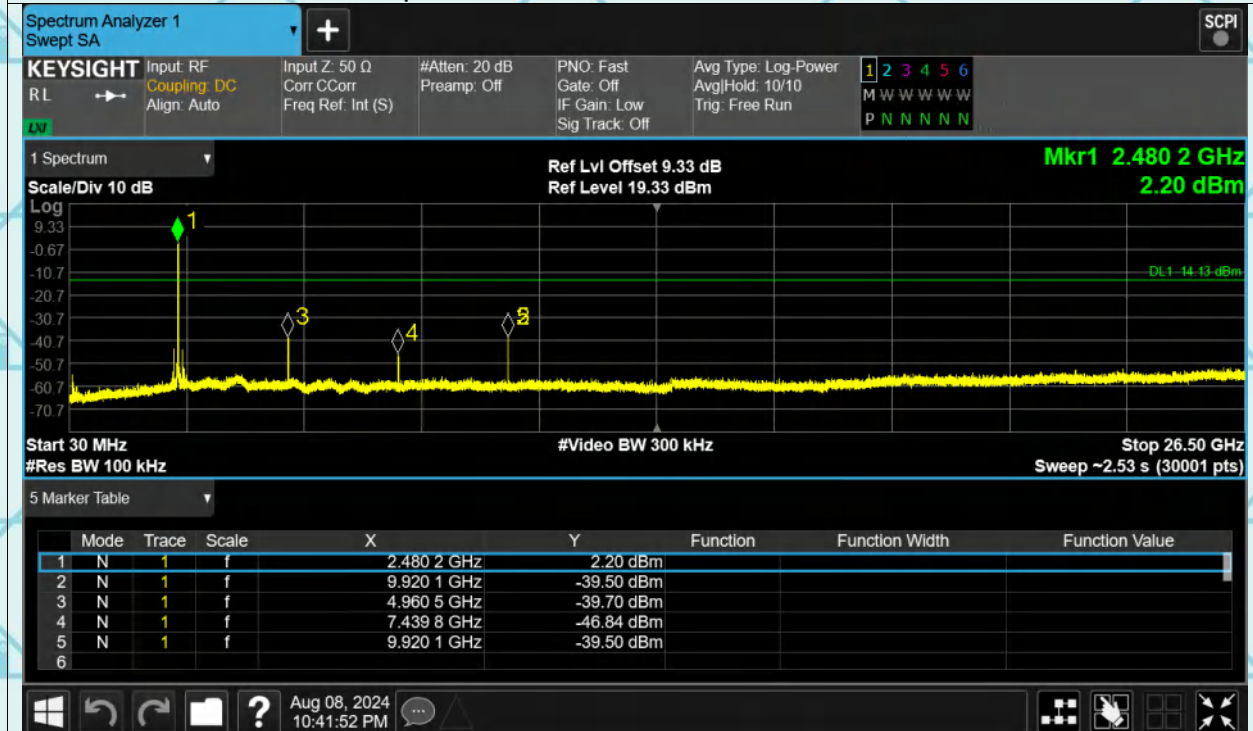 Spectrum Analyzer 1
Swept SA
+
SCPI
KEYSIGHT
RL
LXI
Input: RF
Coupling: DC
Align: Auto
Input Z: 50 Ω
Corr CCorr
Freq Ref: Int (S)
#Atten: 20 dB
Preamp: Off
PNO: Fast
Gate: Off
IF Gain: Low
Sig Track: Off
Avg Type: Log-Power
Avg|Hold: 10/10
Trig: Free Run
1 2 3 4 5 6
M W W W W W
P N N N N N
1 Spectrum
Scale/Div 10 dB
Ref Lvl Offset 9.33 dB
Ref Level 19.33 dBm
Mkr1 2.480 2 GHz
2.20 dBm
Log
9.33
-0.67
-10.7
-20.7
-30.7
-40.7
-50.7
-60.7
-70.7
1
3
4
DL1 -14.13 dBm
Start 30 MHz
#Res BW 100 kHz
#Video BW 300 kHz
Stop 26.50 GHz
Sweep ~2.53 s (30001 pts)
5 Marker Table
Mode Trace Scale X Y Function Function Width Function Value
1 N 1 f 2.480 2 GHz 2.20 dBm
2 N 1 f 9.920 1 GHz -39.50 dBm
3 N 1 f 4.960 5 GHz -39.70 dBm
4 N 1 f 7.439 8 GHz -46.84 dBm
5 N 1 f 9.920 1 GHz -39.50 dBm
6
?
Aug 08, 2024
10:41:52 PM